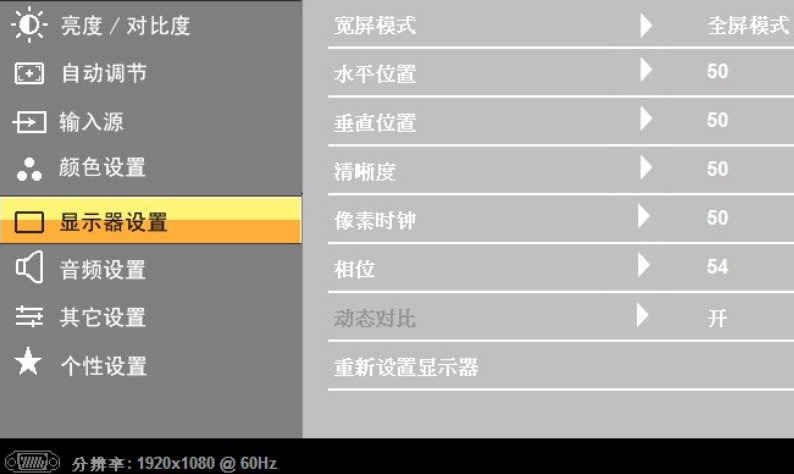 亮度 / 对比度
自动调节
输入源
颜色设置
显示器设置
音频设置
其它设置
个性设置
宽屏模式 全屏模式
水平位置 50
垂直位置 50
清晰度 50
像素时钟 50
相位 54
动态对比 开
重新设置显示器
分辨率: 1920x1080 @ 60Hz